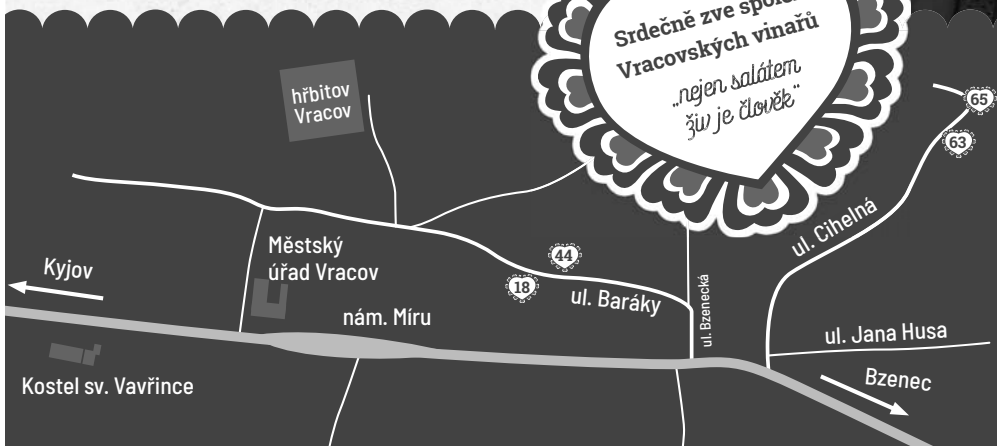 Srdečně zve
Vracovských vinařů
„nejen salátem
živ je člověk“
hřbitov
Vracov
65
63
ul. Cihelná
Městský
úřad Vracov
Kyjov
44
18
ul. Baráky
ul. Bzenecká
nám. Míru
ul. Jana Husa
Bzenec
Kostel sv. Vavřince